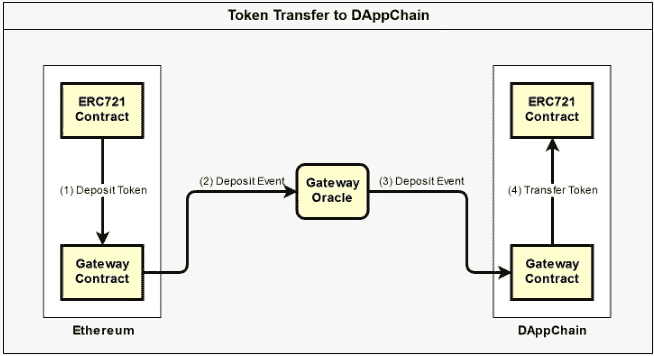 Token Transfer to DAppChain
ERC721
Contract
(1) Deposit Token
Gateway
Contract
Ethereum
(2) Deposit Event
Gateway
Oracle
(3) Deposit Event
ERC721
Contract
(4) Transfer Token
Gateway
Contract
DAppChain